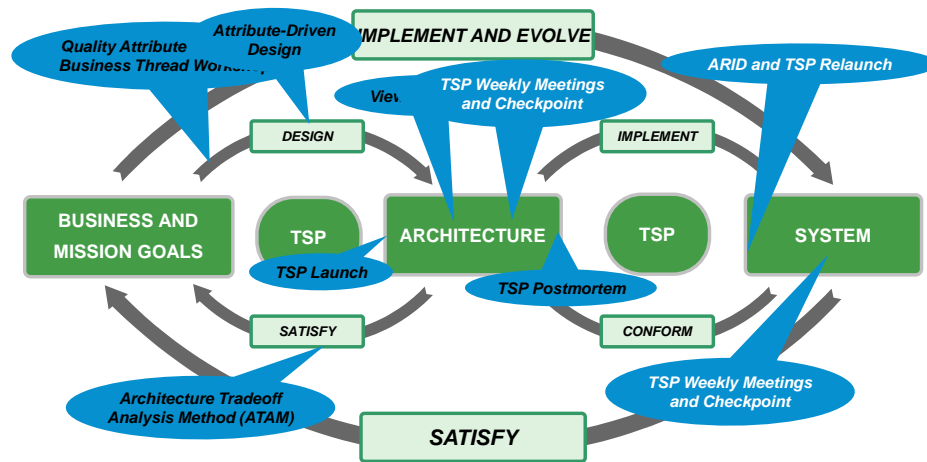 Attribute-Driven
Design
Quality Attribute
Business Thread Workshop
IMPLEMENT AND EVOLVE
View
TSP Weekly Meetings
and Checkpoint
ARID and TSP Relaunch
DESIGN
IMPLEMENT
BUSINESS AND
MISSION GOALS
TSP
ARCHITECTURE
TSP
SYSTEM
TSP Launch
TSP Postmortem
SATISFY
CONFORM
Architecture Tradeoff
Analysis Method (ATAM)
TSP Weekly Meetings
and Checkpoint
SATISFY